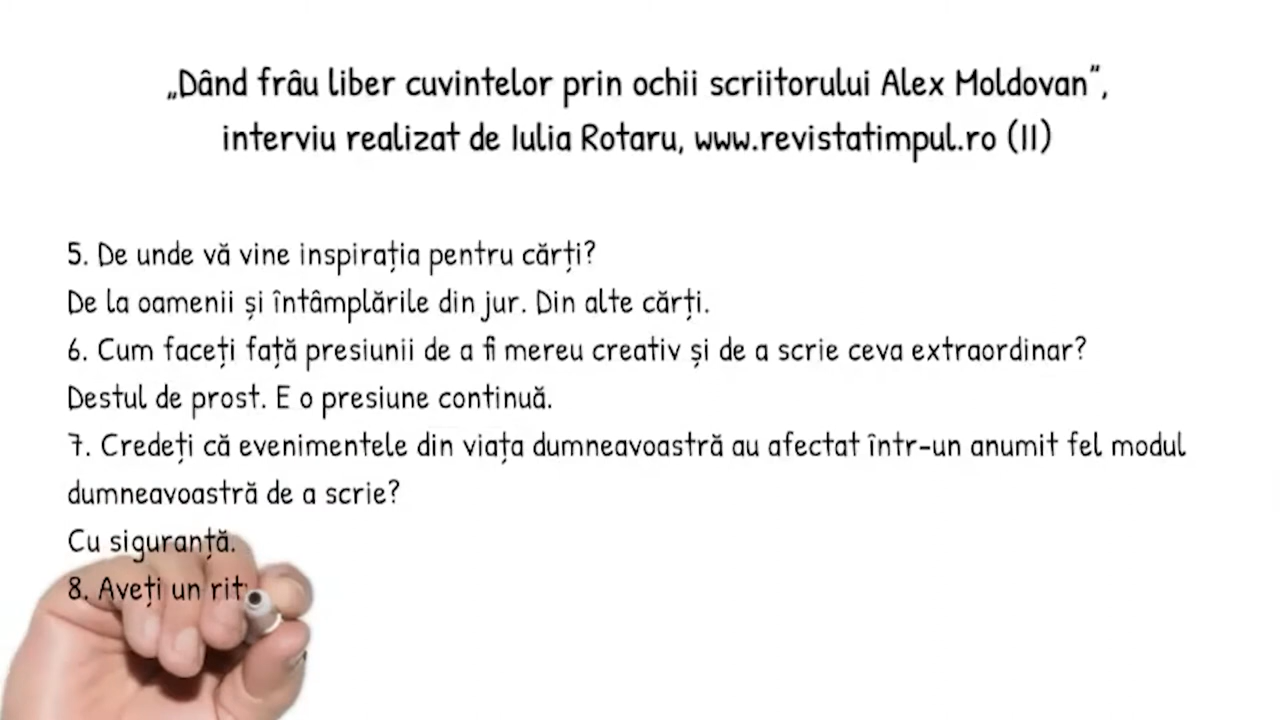 „Dând frâu liber cuvintelor prin ochii scriitorului Alex Moldovan”,
interviu realizat de Iulia Rotaru, www.revistatimpul.ro (II)
5. De unde vă vine inspirația pentru cărți?
De la oamenii și întâmplările din jur. Din alte cărți.
6. Cum faceți față presiunii de a fi mereu creativ și de a scrie ceva extraordinar?
Destul de prost. E o presiune continuă.
7. Credeți că evenimentele din viața dumneavoastră au afectat într-un anumit fel modul
dumneavoastră de a scrie?
Cu siguranță.
8. Aveți un rit